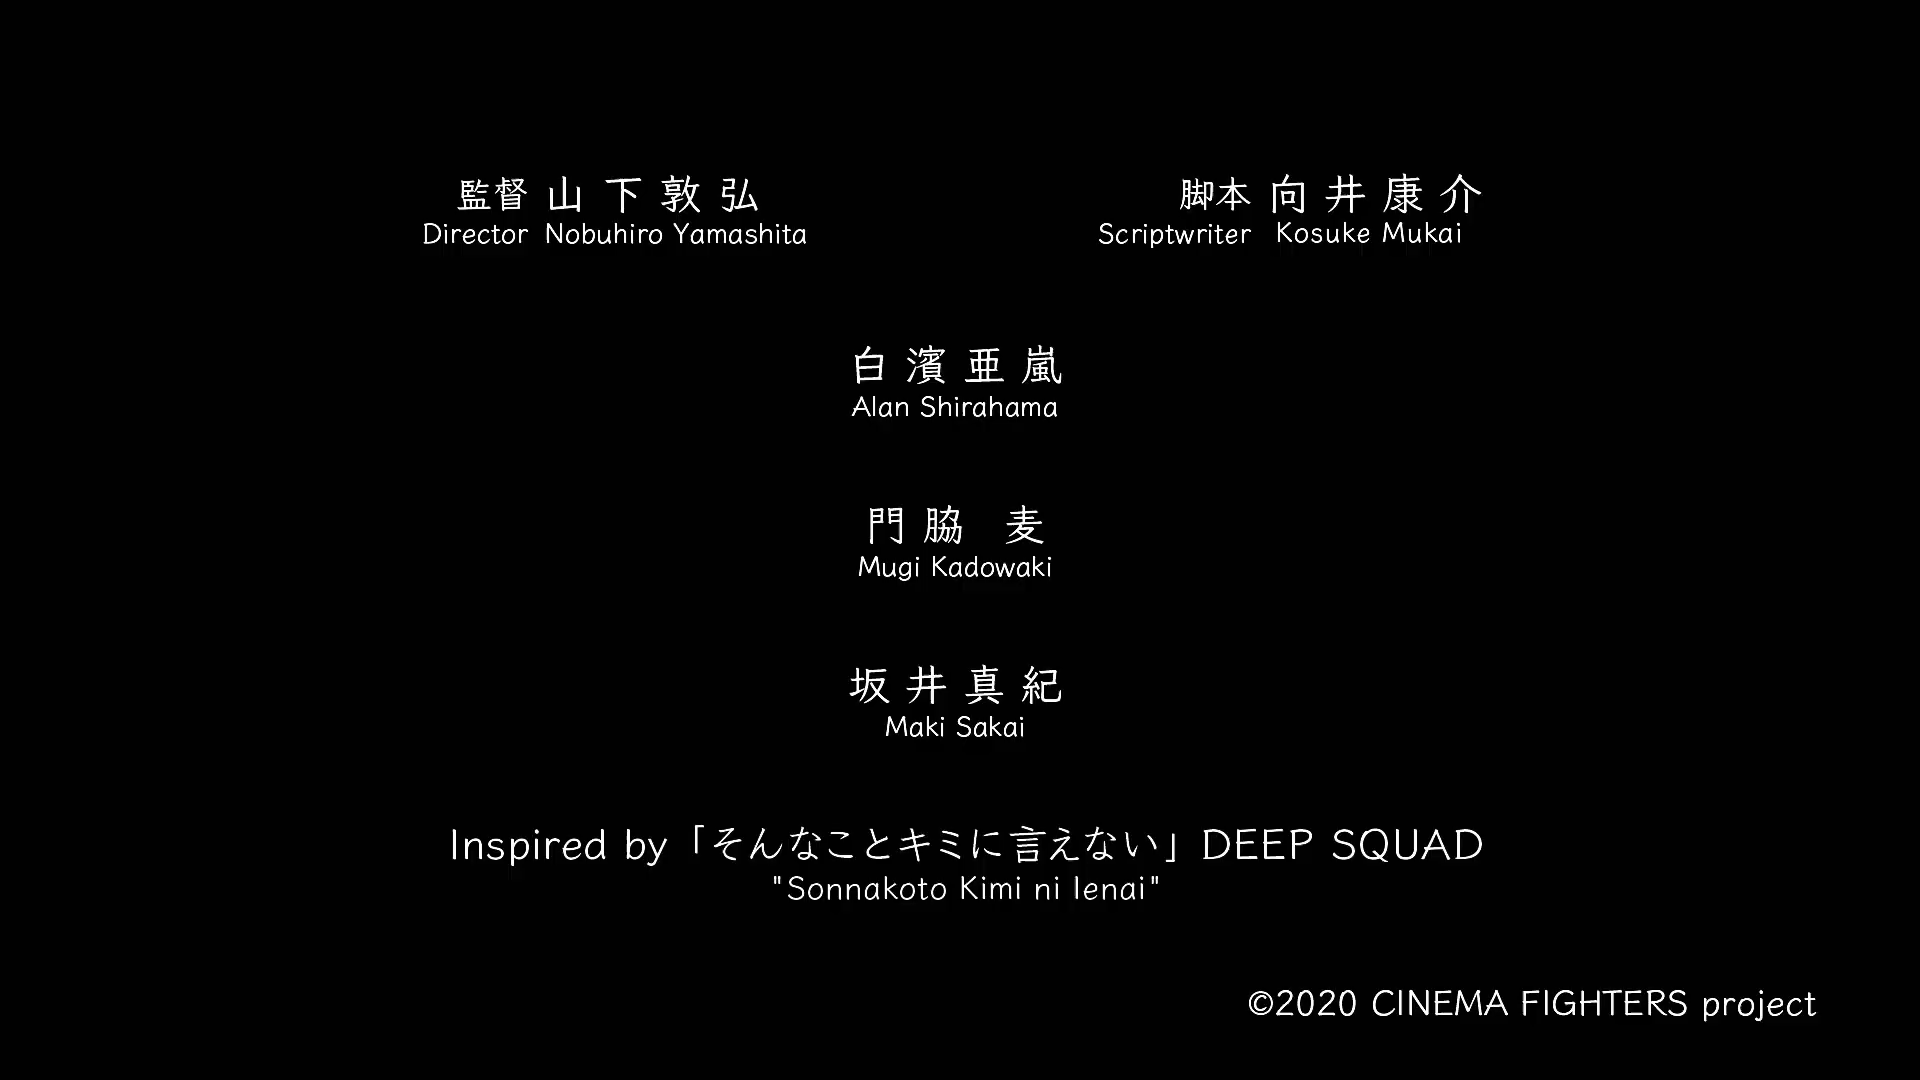 監督 山下敦弘
Director Nobuhiro Yamashita
脚本 向井康介
Scriptwriter Kosuke Mukai
白濱亜嵐
Alan Shirahama
門脇 麦
Mugi Kadowaki
坂井真紀
Maki Sakai
Inspired by「そんなことキミに言えない」DEEP SQUAD
"Sonnakoto Kimi ni Ienai"
©2020 CINEMA FIGHTERS project